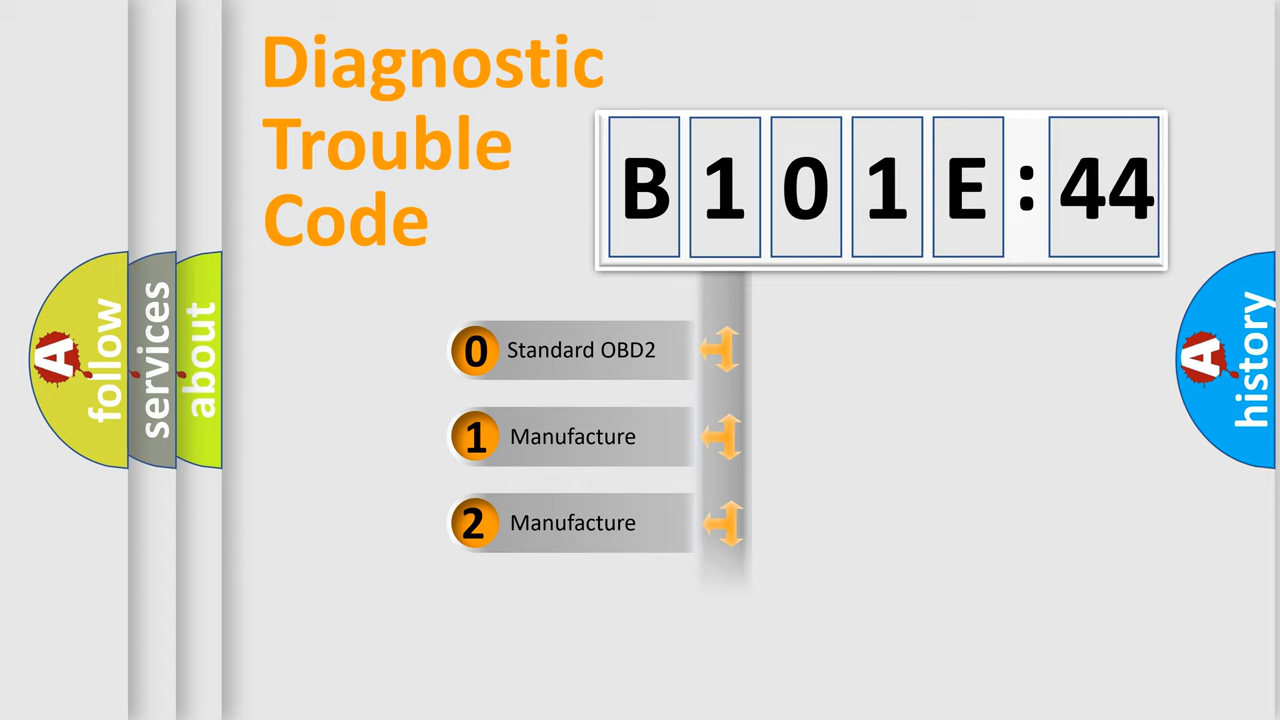 Diagnostic
Trouble
Code
B 1 0 1 E : 44
0 Standard OBD2
1 Manufacture
2 Manufacture
A follow
services
about
A history